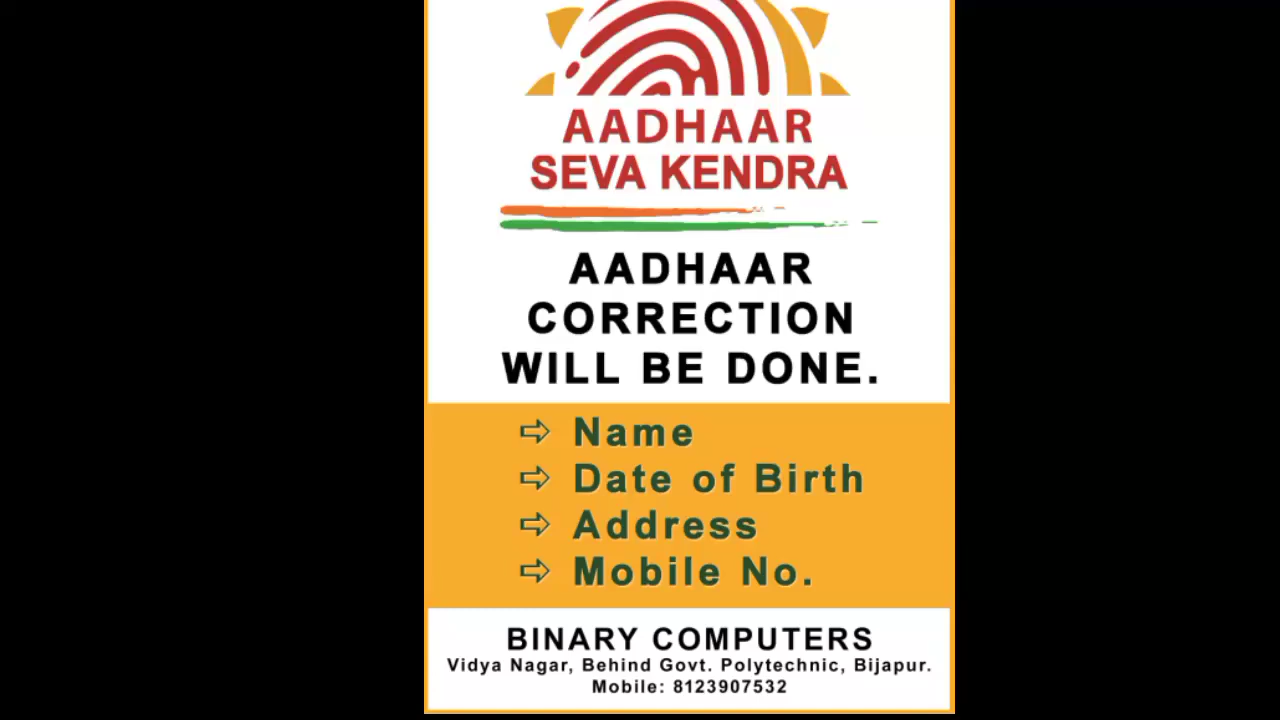 AADHAAR
SEVA KENDRA
AADHAAR
CORRECTION
WILL BE DONE.
⇨ Name
⇨ Date of Birth
⇨ Address
⇨ Mobile No.
BINARY COMPUTERS
Vidya Nagar, Behind Govt. Polytechnic, Bijapur.
Mobile: 8123907532